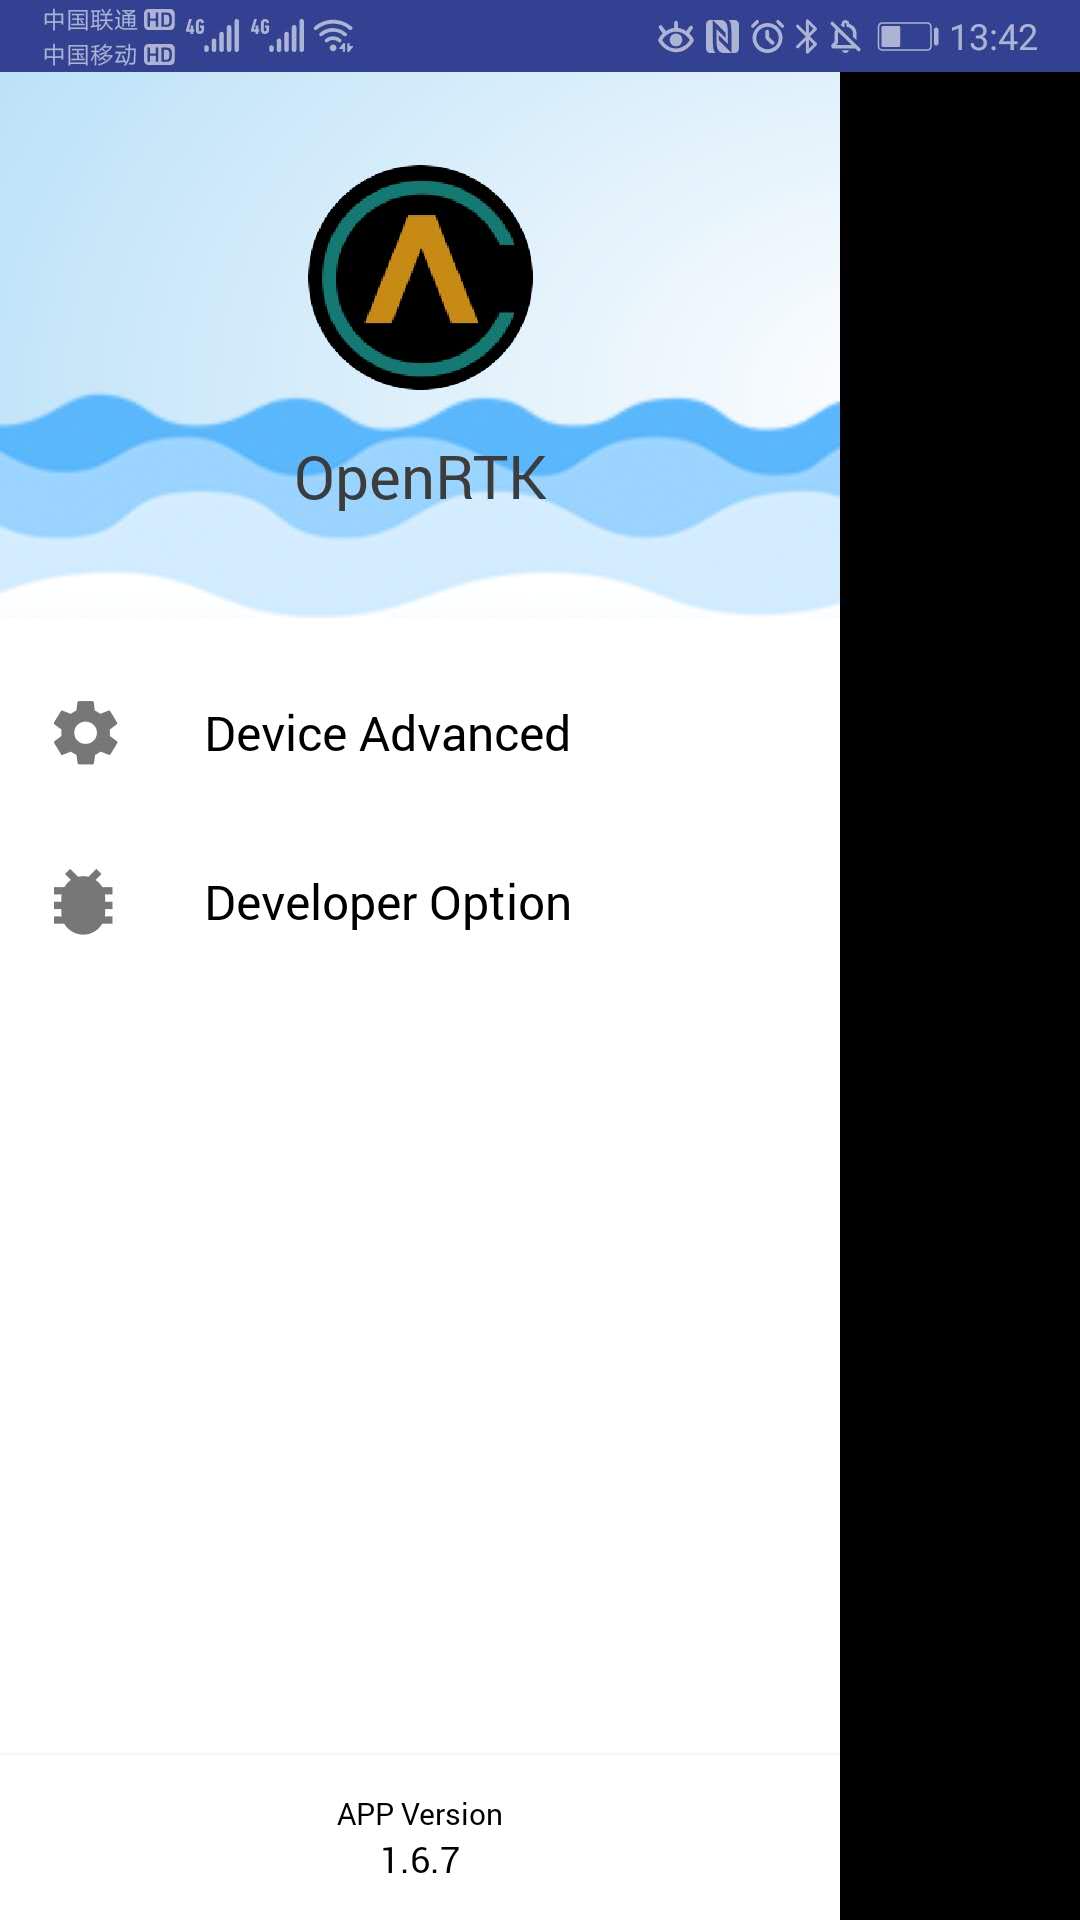 中国联通 HD 4G 4G 13:42
中国移动 HD
OpenRTK
Device Advanced
Developer Option
APP Version
1.6.7